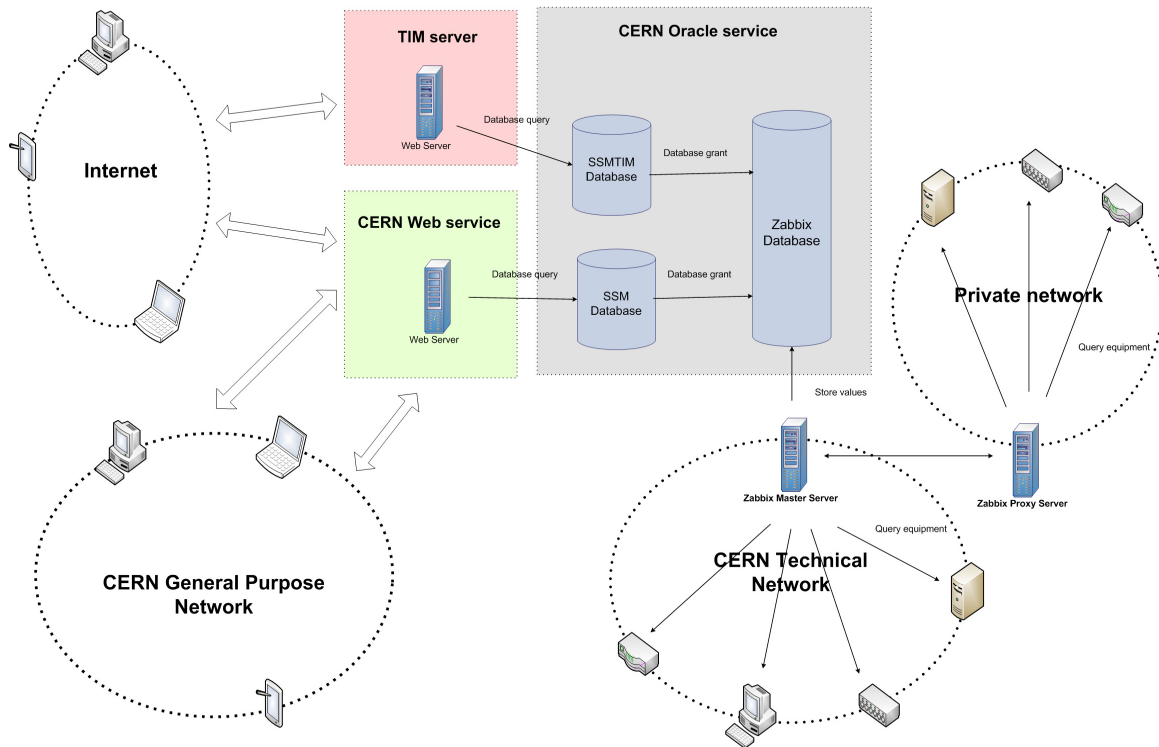 TIM server
CERN Oracle service
Database query
Web Server
SSMTIM
Database
Database grant
Internet
CERN Web service
Zabbix
Database
Database query
SSM
Database
Database grant
Web Server
Private network
Query equipment
Store values
Zabbix Master Server
Zabbix Proxy Server
Query equipment
CERN Technical
Network
CERN General Purpose
Network